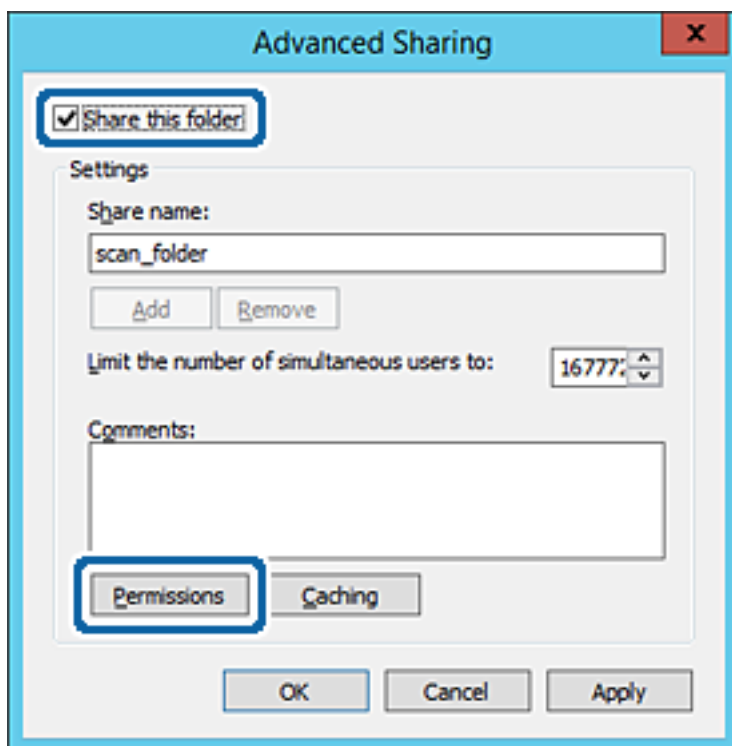 Advanced Sharing
x
Share this folder
Settings
Share name:
scan_folder
Add Remove
Limit the number of simultaneous users to:
Comments:
Permissions Caching
OK Cancel Apply